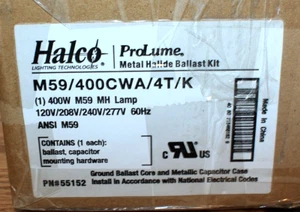 Halco
LIGHTING TECHNOLOGIES
ProLume
Metal Halide Ballast Kit
M59/400CWA/4T/K
(1) 400W M59 MH Lamp
120V/208V/240V/277V 60Hz
ANSI M59
CONTAINS (1 each):
ballast, capacitor
mounting hardware
PN#55152
c RU US
Made in China
Ground Ballast Core and Metallic Capacitor Case
Install in Accordance with National Electrical Codes